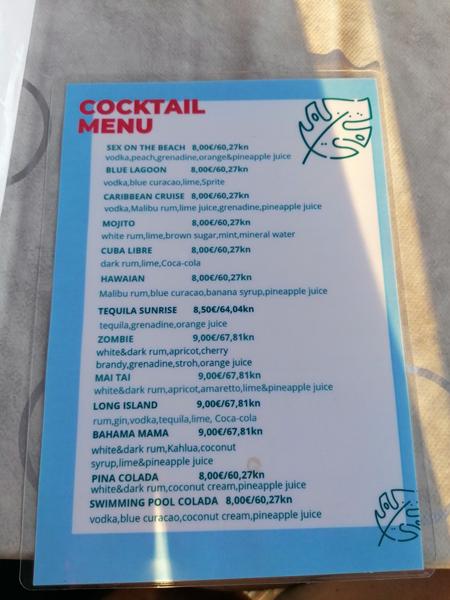 COCKTAIL
MENU
SEX ON THE BEACH 8,00€/60,27kn
vodka,peach,grenadine,orange&pineapple juice
BLUE LAGOON 8,00€/60,27kn
vodka,blue curacao,lime,Sprite
CARIBBEAN CRUISE 8,00€/60,27kn
vodka,Malibu rum,lime juice,grenadine,pineapple juice
MOJITO 8,00€/60,27kn
white rum,lime,brown sugar,mint,mineral water
CUBA LIBRE 8,00€/60,27kn
dark rum,lime,Coca-cola
HAWAIIAN 8,00€/60,27kn
Malibu rum,blue curacao,banana syrup,pineapple juice
TEQUILA SUNRISE 8,50€/64,04kn
tequila,grenadine,orange juice
ZOMBIE 9,00€/67,81kn
white&dark rum,apricot,cherry
brandy,grenadine,stroh,orange juice
MAI TAI 9,00€/67,81kn
white&dark rum,apricot,amaretto,lime&pineapple juice
LONG ISLAND 9,00€/67,81kn
rum,gin,vodka,tequila,lime, Coca-cola
BAHAMA MAMA 9,00€/67,81kn
white&dark rum,Kahlua,coconut
syrup,lime&pineapple juice
PINA COLADA 8,00€/60,27kn
white&dark rum,coconut cream,pineapple juice
SWIMMING POOL COLADA 8,00€/60,27kn
vodka,blue curacao,coconut cream,pineapple juice